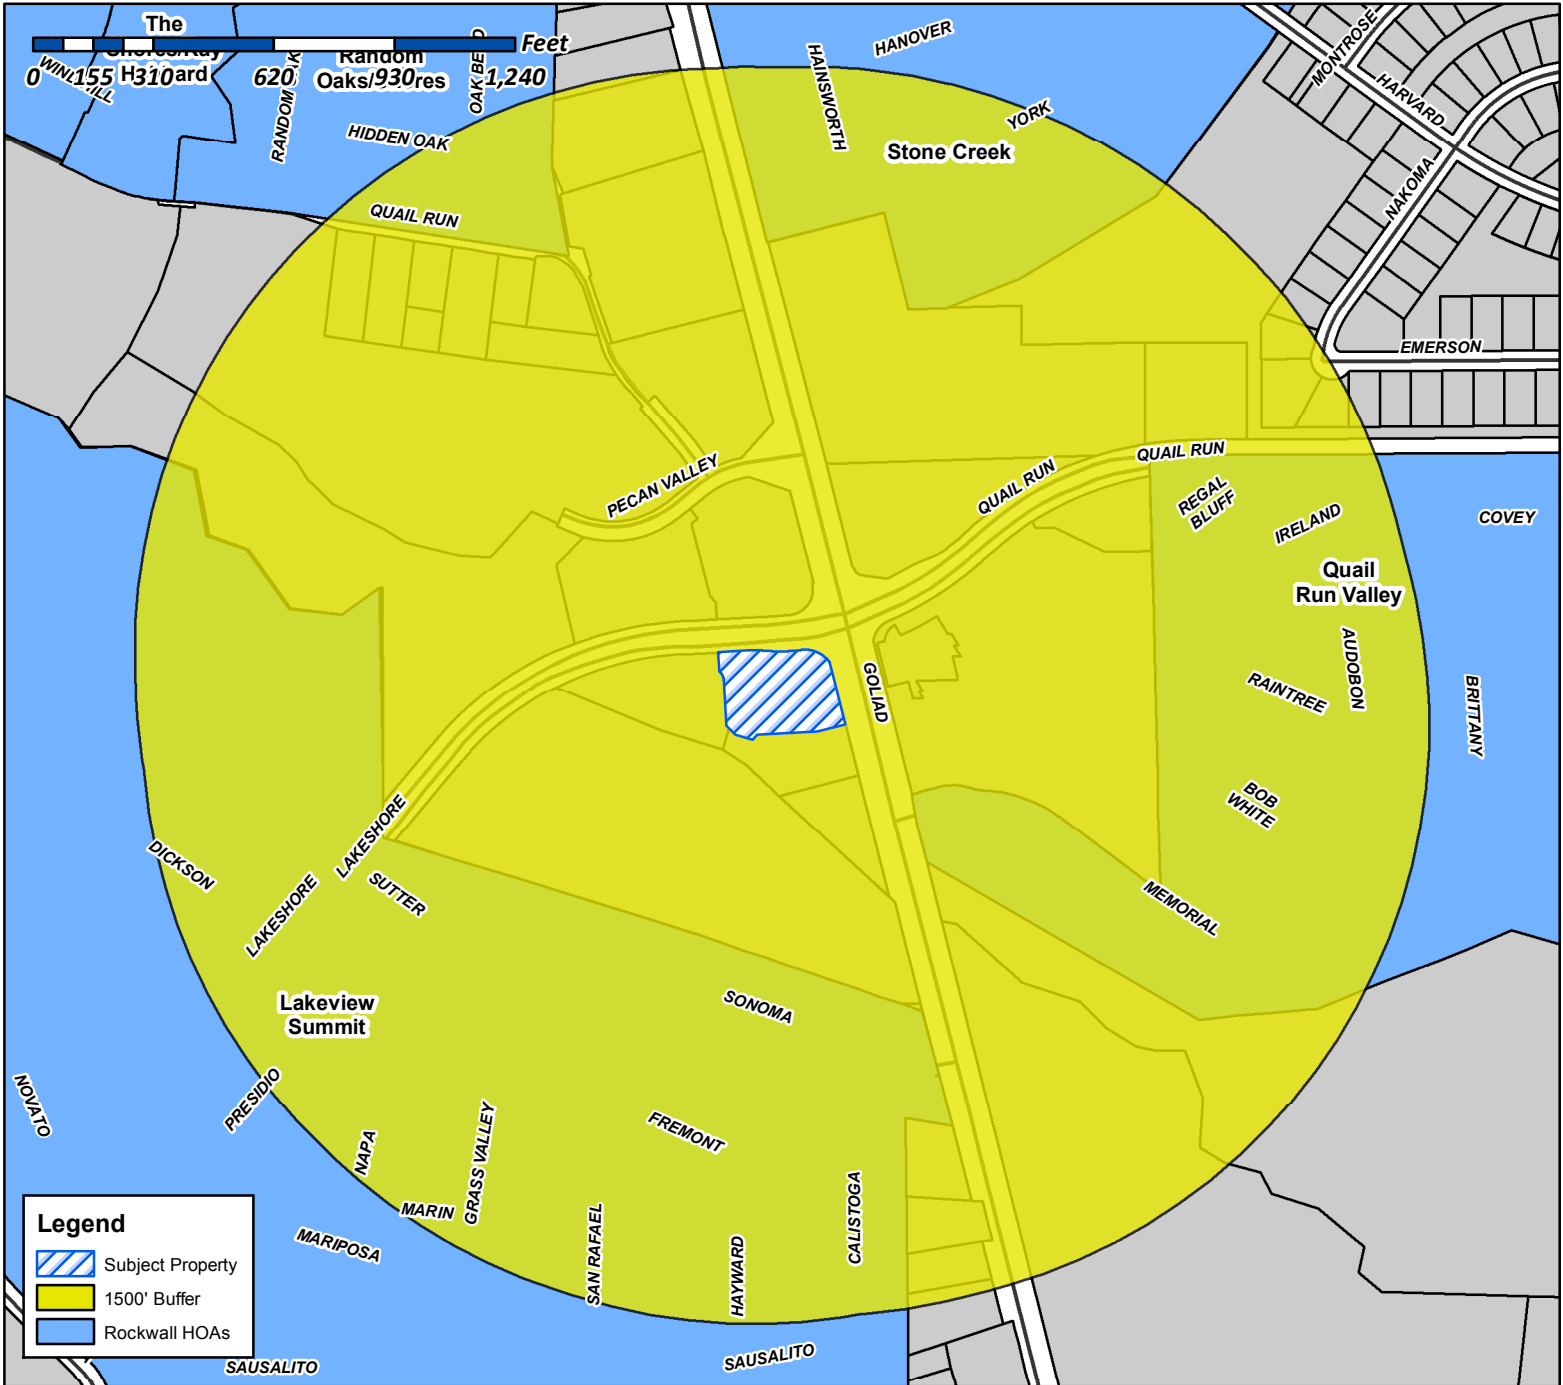 The
Random
Oaks/
Feet
0 155 310 620 930 1,240
HANOVER
HAINSWORTH
YORK
Stone Creek
MONTROSE
HARVARD
NAKOMA
EMERSON
HIDDEN OAK
QUAIL RUN
PECAN VALLEY
QUAIL RUN
QUAIL RUN
REGAL
BLUFF
IRELAND
COVEY
Quail
Run Valley
AUDOBON
RAINTREE
BRITTANY
GOLIAD
BOB
WHITE
MEMORIAL
DICKSON
LAKESHORE
LAKESHORE
SUTTER
Lakeview
Summit
SONOMA
NOVATO
PRESIDIO
NAPA
GRASS VALLEY
FREMONT
MARIN
MARIPOSA
SAN RAFAEL
HAYWARD
CALISTOGA
SAUSALITO
SAUSALITO
Legend
Subject Property
1500' Buffer
Rockwall HOAs